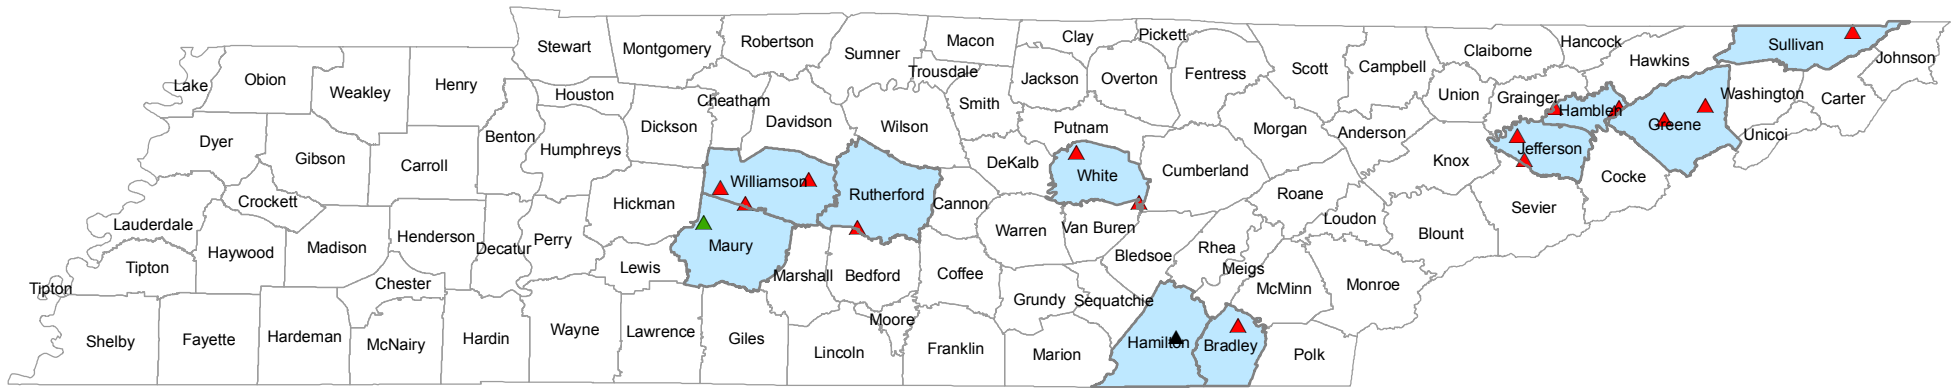 Stewart
Montgomery
Robertson
Sumner
Macon
Clay
Pickett
Trousdale
Jackson
Overton
Fentress
Scott
Campbell
Claiborne
Hancock
Hawkins
Sullivan
Johnson
Lake
Obion
Weakley
Henry
Houston
Cheatham
Davidson
Wilson
Smith
Putnam
Morgan
Anderson
Union
Grainger
Hamblen
Greene
Washington
Carter
Unicoi
Dyer
Gibson
Carroll
Benton
Humphreys
Dickson
Williamson
Rutherford
DeKalb
White
Cumberland
Roane
Knox
Jefferson
Cocke
Sevier
Lauderdale
Crockett
Haywood
Madison
Henderson
Decatur
Perry
Hickman
Lewis
Maury
Marshall
Bedford
Cannon
Coffee
Warren
Van Buren
Bledsoe
Rhea
Meigs
Loudon
Blount
Monroe
McMinn
Tipton
Tipton
Chester
Grundy
Sequatchie
Shelby
Fayette
Hardeman
McNairy
Hardin
Wayne
Lawrence
Giles
Lincoln
Moore
Franklin
Marion
Hamilton
Bradley
Polk